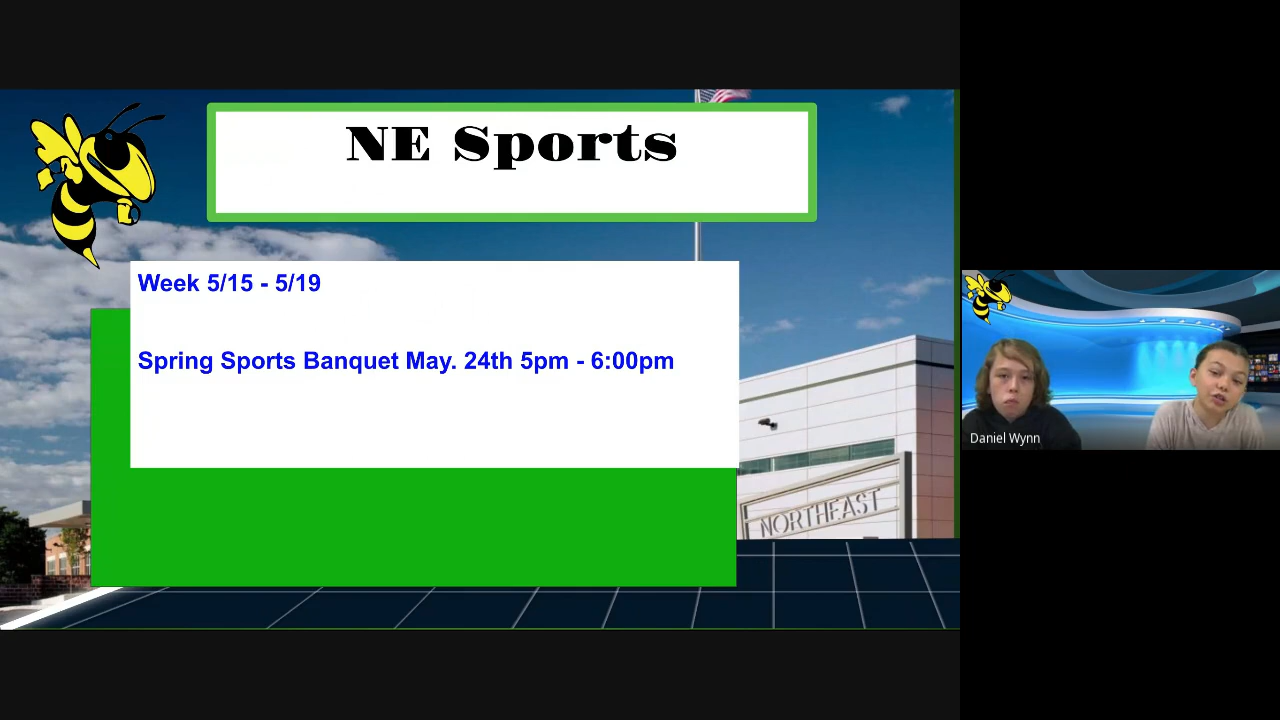 NE Sports
Week 5/15 - 5/19
Spring Sports Banquet May. 24th 5pm - 6:00pm
NORTHEAST
Daniel Wynn